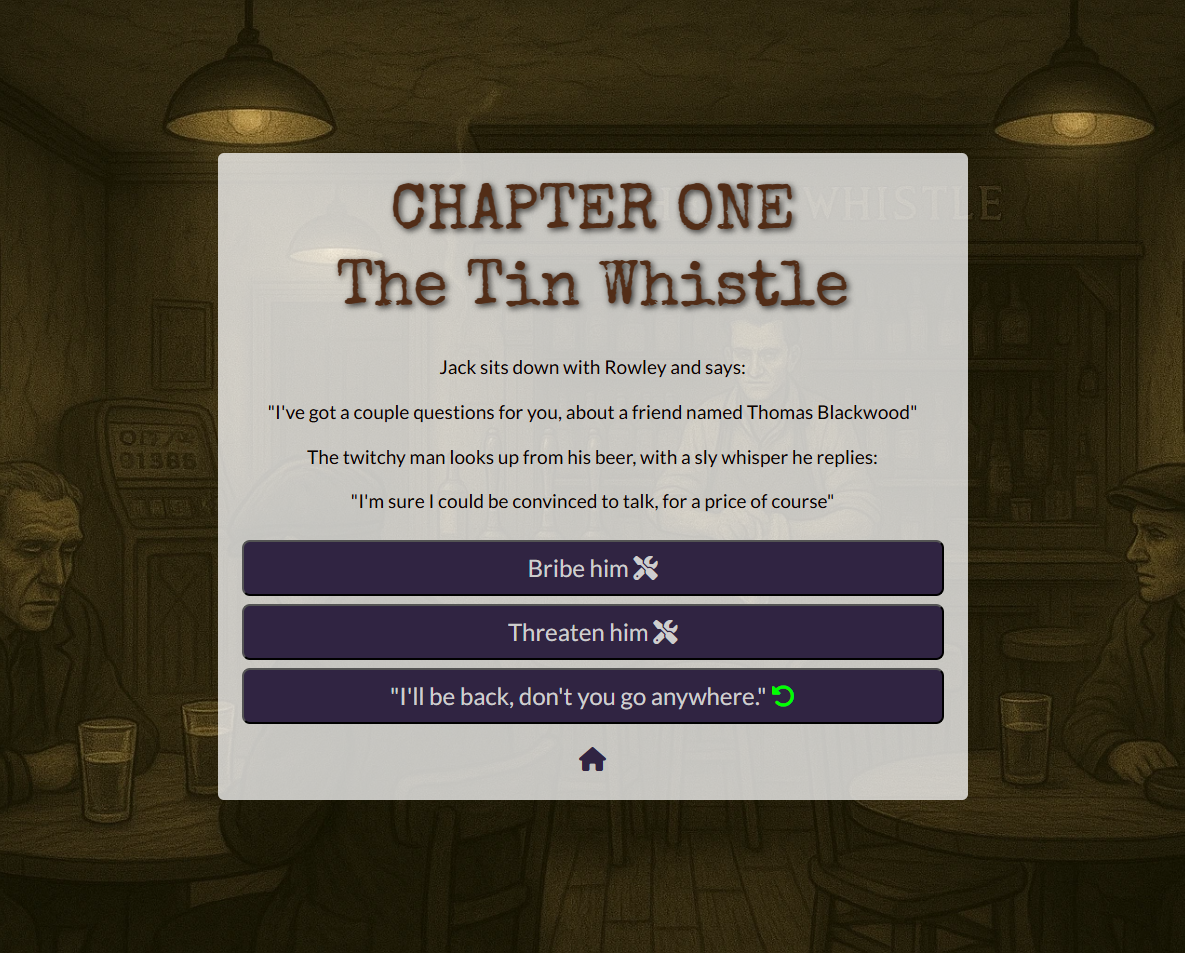 CHAPTER ONE
The Tin Whistle
WHISTLE
Jack sits down with Rowley and says:
"I've got a couple questions for you, about a friend named Thomas Blackwood"
The twitchy man looks up from his beer, with a sly whisper he replies:
"I'm sure I could be convinced to talk, for a price of course"
Bribe him
Threaten him
"I'll be back, don't you go anywhere."